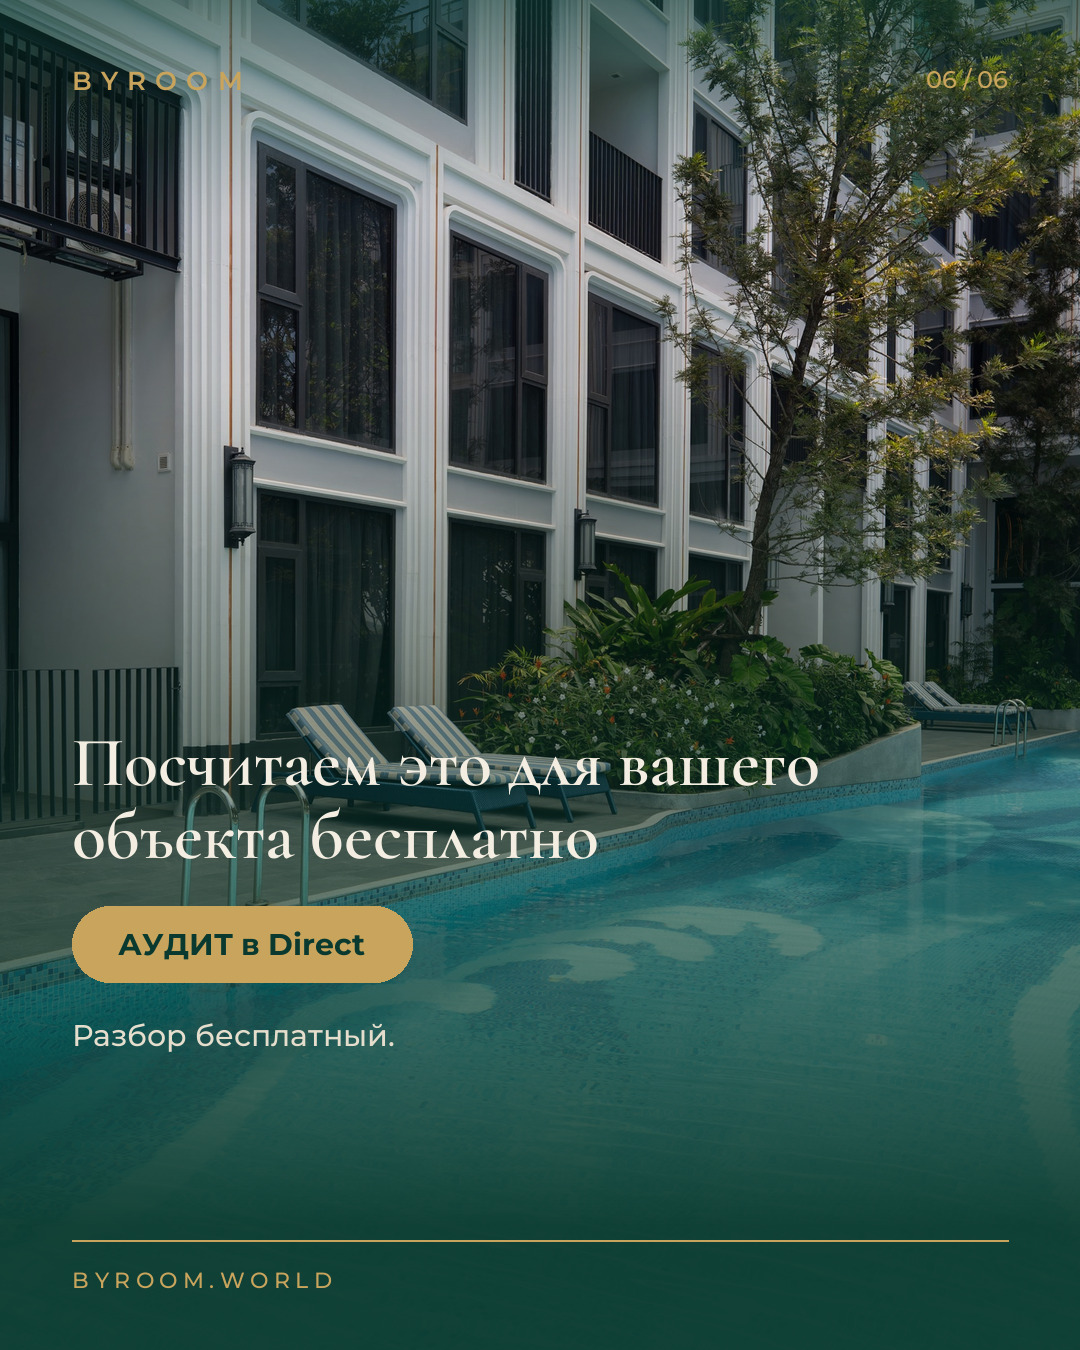 BYROOM
06 / 06
Посчитаем это для вашего
объекта бесплатно
АУДИТ в Direct
Разбор бесплатный.
BYROOM.WORLD